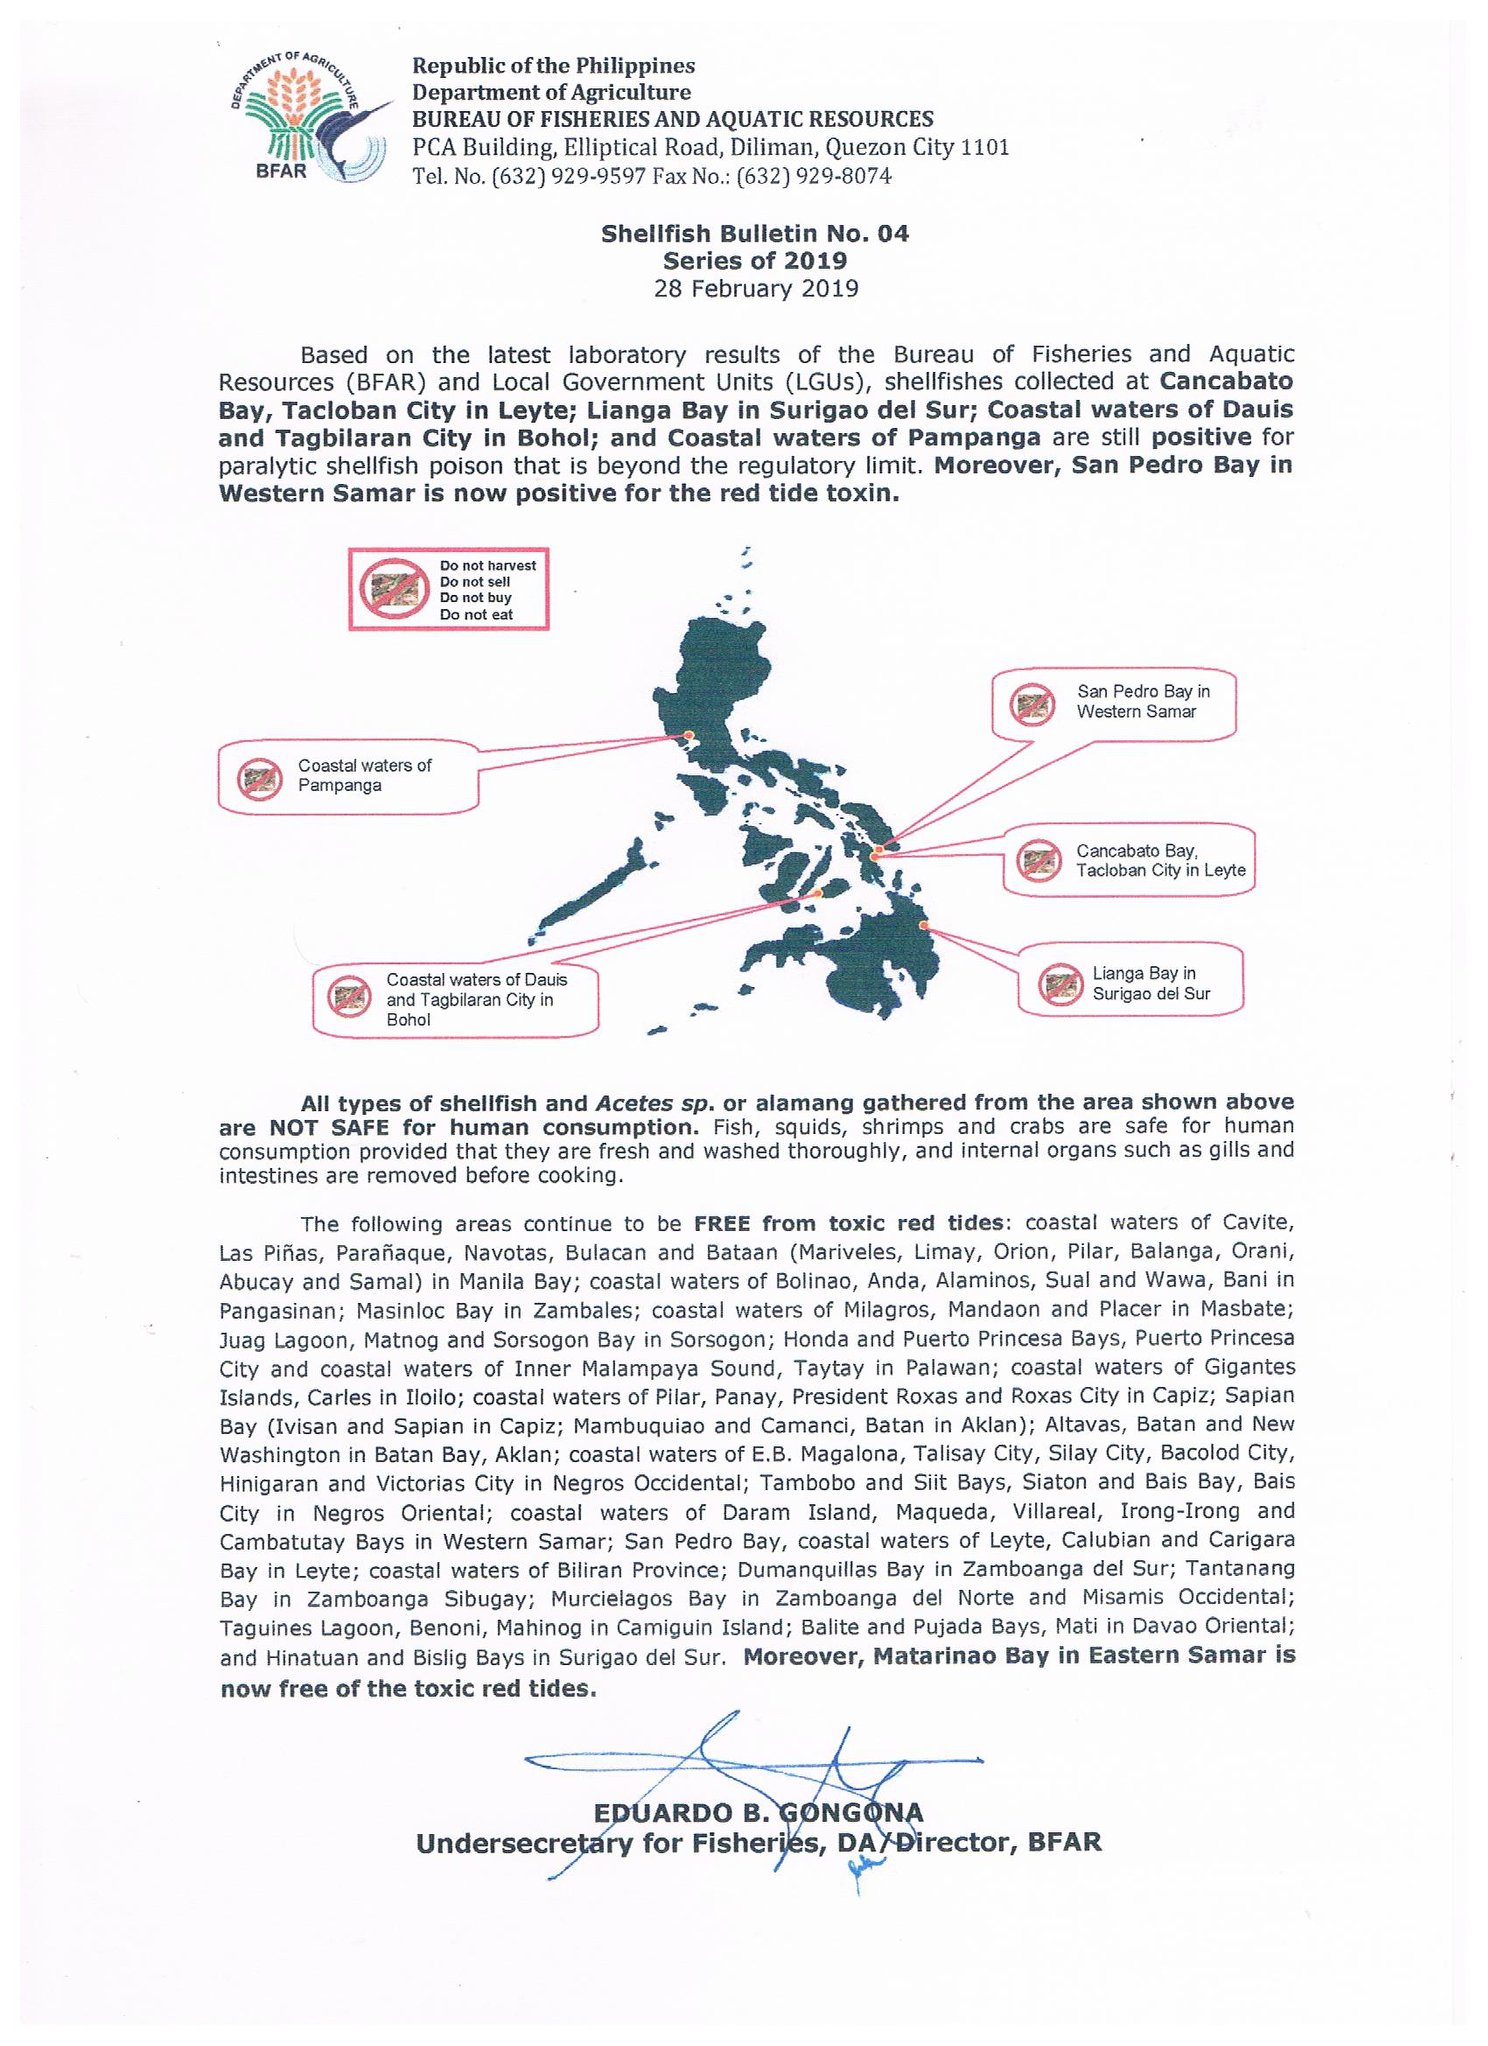 DEPARTMENT OF AGRICULTURE
BFAR
Republic of the Philippines
Department of Agriculture
BUREAU OF FISHERIES AND AQUATIC RESOURCES
PCA Building, Elliptical Road, Diliman, Quezon City 1101
Tel. No. (632) 929-9597 Fax No.: (632) 929-8074
Shellfish Bulletin No. 04
Series of 2019
28 February 2019
Based on the latest laboratory results of the Bureau of Fisheries and Aquatic
Resources (BFAR) and Local Government Units (LGUs), shellfishes collected at Cancabato
Bay, Tacloban City in Leyte; Lianga Bay in Surigao del Sur; Coastal waters of Dauis
and Tagbilaran City in Bohol; and Coastal waters of Pampanga are still positive for
paralytic shellfish poison that is beyond the regulatory limit. Moreover, San Pedro Bay in
Western Samar is now positive for the red tide toxin.
Do not harvest
Do not sell
Do not buy
Do not eat
San Pedro Bay in
Western Samar
Coastal waters of
Pampanga
Cancabato Bay,
Tacloban City in Leyte
Lianga Bay in
Surigao del Sur
Coastal waters of Dauis
and Tagbilaran City in
Bohol
All types of shellfish and Acetes sp. or alamang gathered from the area shown above
are NOT SAFE for human consumption. Fish, squids, shrimps and crabs are safe for human
consumption provided that they are fresh and washed thoroughly, and internal organs such as gills and
intestines are removed before cooking.
The following areas continue to be FREE from toxic red tides: coastal waters of Cavite,
Las Piñas, Parañaque, Navotas, Bulacan and Bataan (Mariveles, Limay, Orion, Pilar, Balanga, Orani,
Abucay and Samal) in Manila Bay; coastal waters of Bolinao, Anda, Alaminos, Sual and Wawa, Bani in
Pangasinan; Masinloc Bay in Zambales; coastal waters of Milagros, Mandaon and Placer in Masbate;
Juag Lagoon, Matnog and Sorsogon Bay in Sorsogon; Honda and Puerto Princesa Bays, Puerto Princesa
City and coastal waters of Inner Malampaya Sound, Taytay in Palawan; coastal waters of Gigantes
Islands, Carles in Iloilo; coastal waters of Pilar, Panay, President Roxas and Roxas City in Capiz; Sapian
Bay (Ivisan and Sapian in Capiz; Mambuquiao and Camanci, Batan in Aklan); Altavas, Batan and New
Washington in Batan Bay, Aklan; coastal waters of E.B. Magalona, Talisay City, Silay City, Bacolod City,
Hinigaran and Victorias City in Negros Occidental; Tambobo and Siit Bays, Siaton and Bais Bay, Bais
City in Negros Oriental; coastal waters of Daram Island, Maqueda, Villareal, Irong-Irong and
Cambatutay Bays in Western Samar; San Pedro Bay, coastal waters of Leyte, Calubian and Carigara
Bay in Leyte; coastal waters of Biliran Province; Dumanquillas Bay in Zamboanga del Sur; Tantanang
Bay in Zamboanga Sibugay; Murcielagos Bay in Zamboanga del Norte and Misamis Occidental;
Taguines Lagoon, Benoni, Mahinog in Camiguin Island; Balite and Pujada Bays, Mati in Davao Oriental;
and Hinatuan and Bislig Bays in Surigao del Sur. Moreover, Matarinao Bay in Eastern Samar is
now free of the toxic red tides.
EDUARDO B. GONGONA
Undersecretary for Fisheries, DA/Director, BFAR